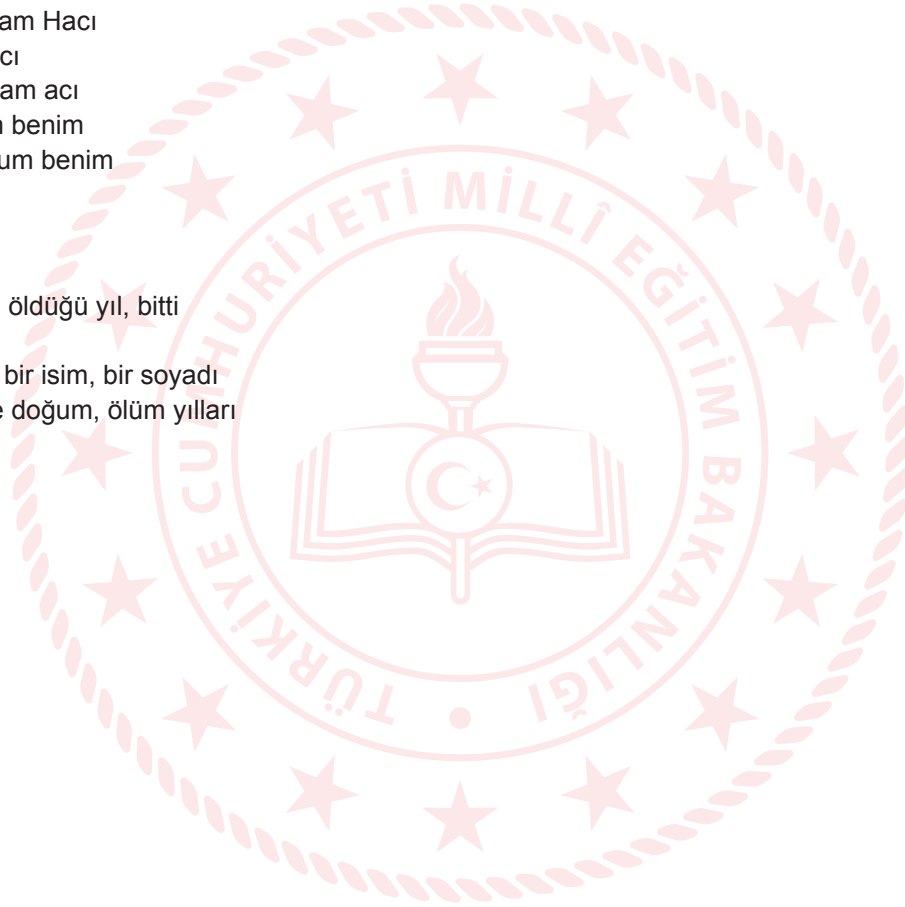 am Hacı
cı
am acı
benim
um benim
öldüğü yıl, bitti
bir isim, bir soyadı
e doğum, ölüm yılları
TÜRKİYE CUMHURİYETİ MİLLÎ EĞİTİM BAKANLIĞI